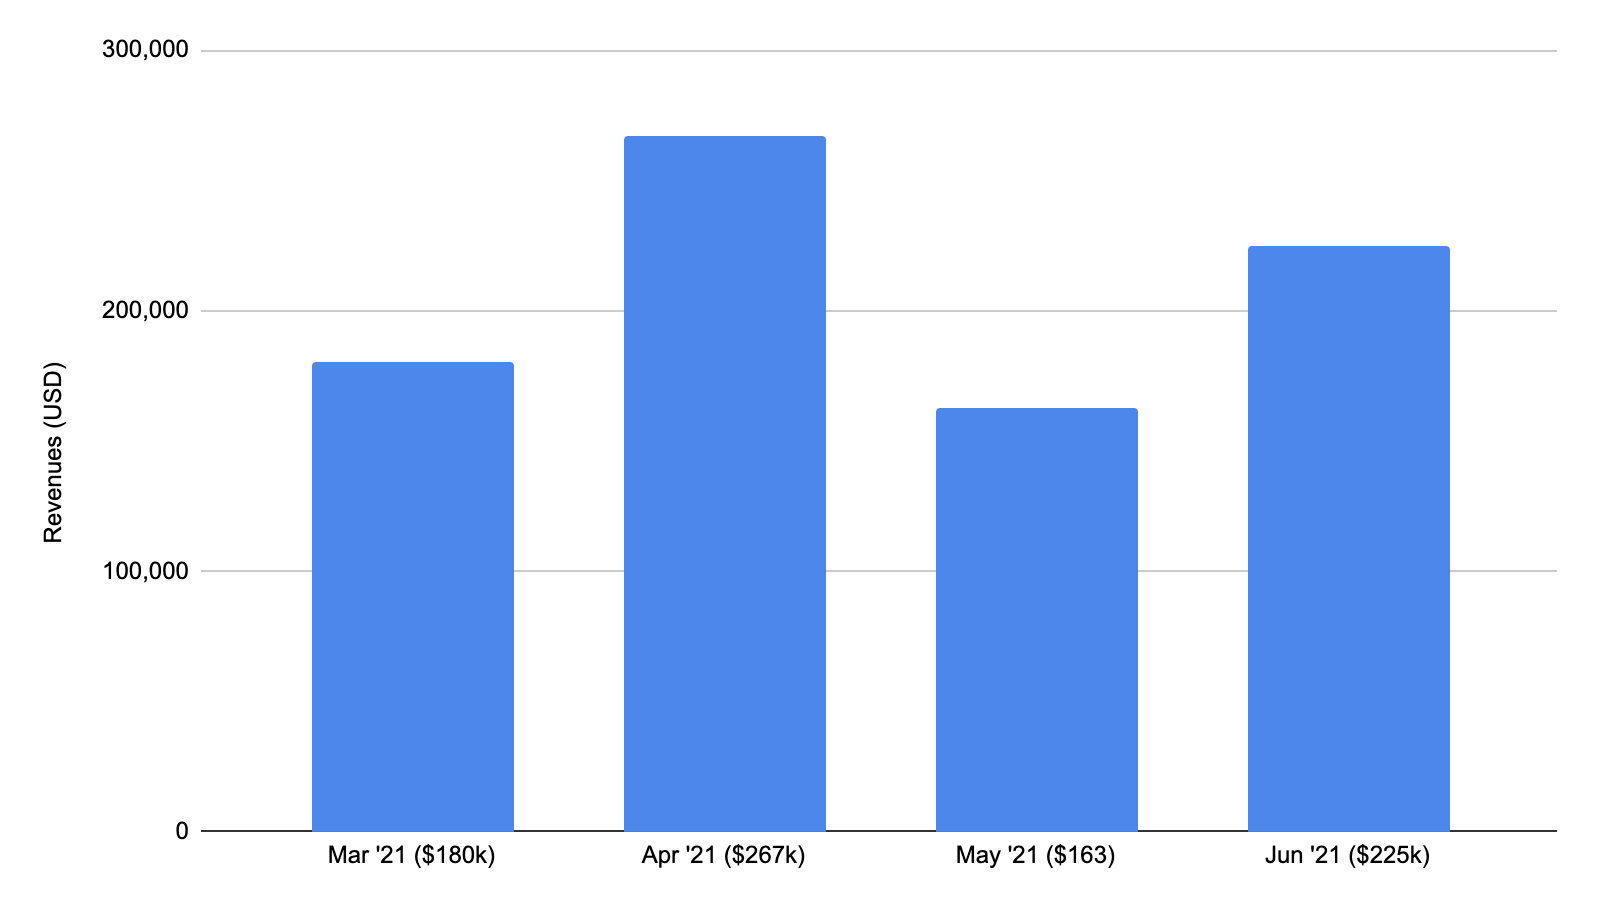 300,000
200,000
100,000
0
Revenues (USD)
Mar '21 ($180k)
Apr '21 ($267k)
May '21 ($163)
Jun '21 ($225k)